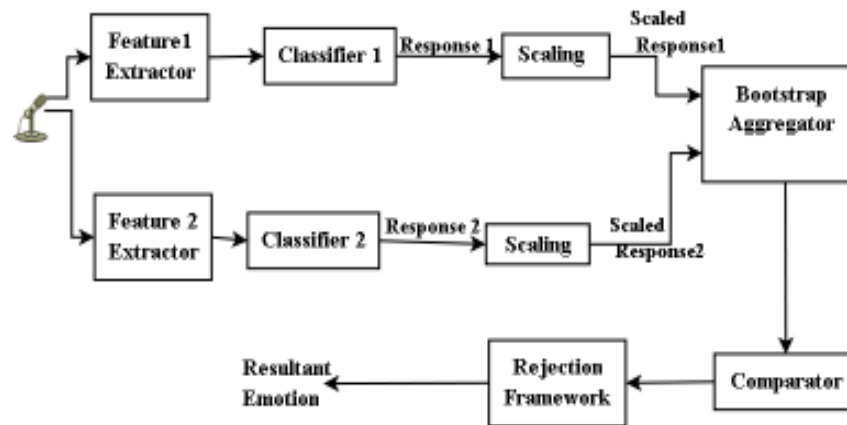 Feature1
Extractor
Classifier 1
Response 1
Scaling
Scaled
Response1
Bootstrap
Aggregator
Feature 2
Extractor
Classifier 2
Response 2
Scaling
Scaled
Response2
Resultant
Emotion
Rejection
Framework
Comparator